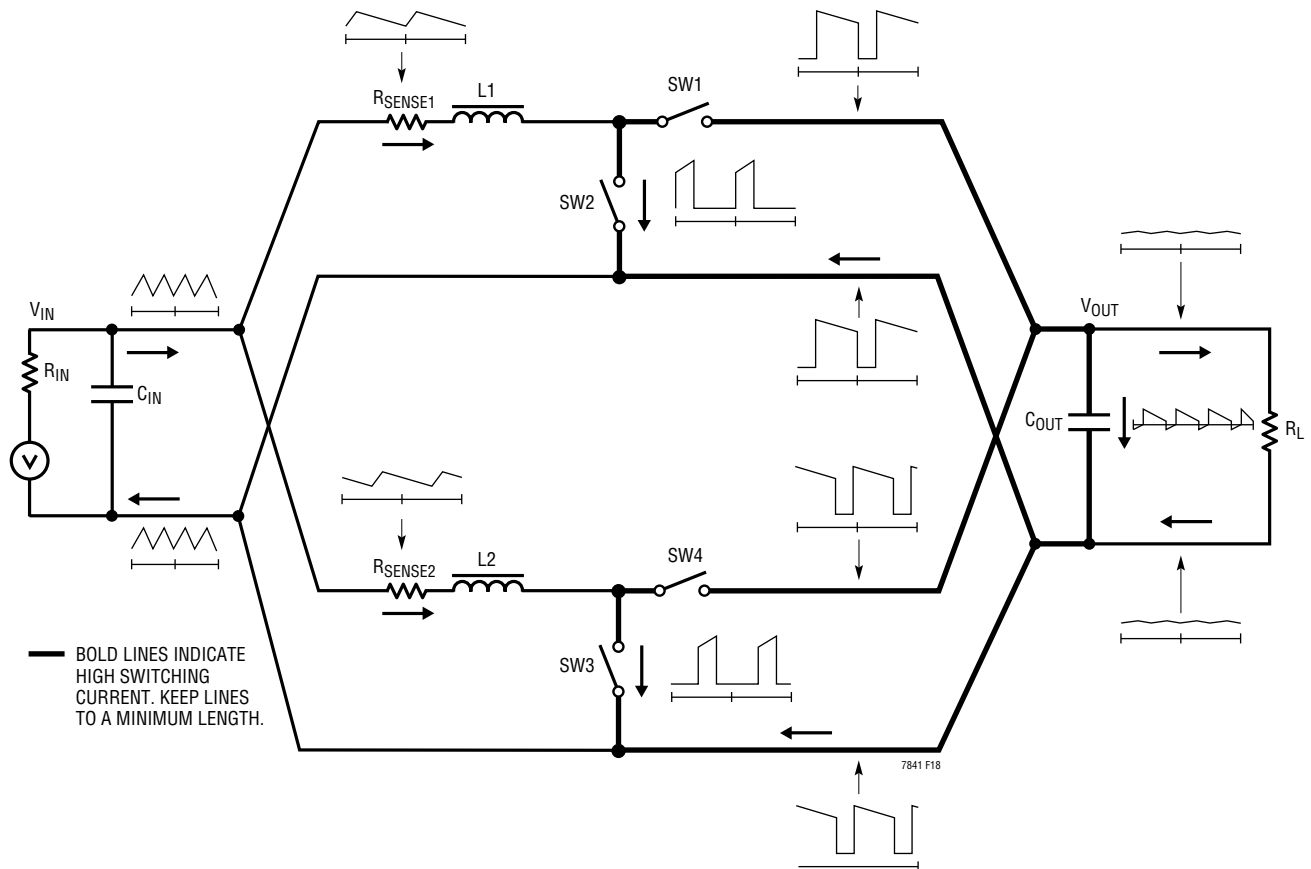 RSENSE1
L1
SW1
SW2
VIN
RIN
CIN
V
VOUT
COUT
RL
RSENSE2
L2
SW4
SW3
BOLD LINES INDICATE
HIGH SWITCHING
CURRENT. KEEP LINES
TO A MINIMUM LENGTH.
7841 F18